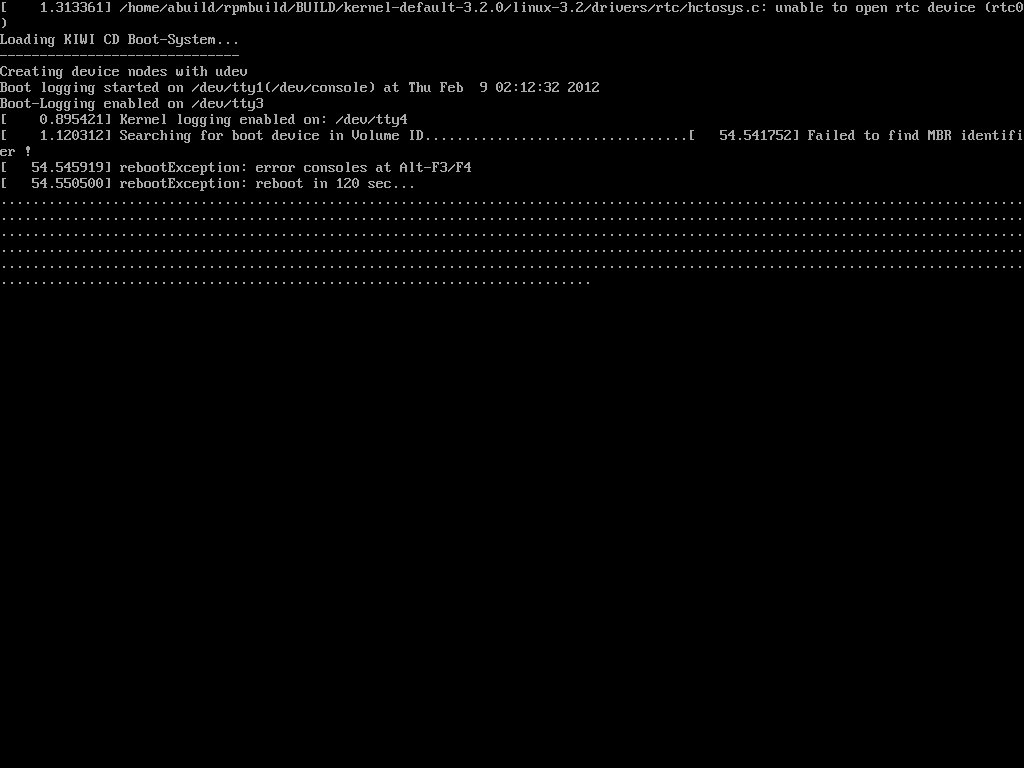 [    1.313361] /home/abuild/rpmbuild/BUILD/kernel-default-3.2.0/linux-3.2/drivers/rtc/hctosys.c: unable to open rtc device (rtc0
)
Loading KIWI CD Boot-System...
------------------------------
Creating device nodes with udev
Boot logging started on /dev/tty1(/dev/console) at Thu Feb  9 02:12:32 2012
Boot-Logging enabled on /dev/tty3
[    0.895421] Kernel logging enabled on: /dev/tty4
[    1.120312] Searching for boot device in Volume ID.................................[   54.541752] Failed to find MBR identifi
er !
[   54.545919] rebootException: error consoles at Alt-F3/F4
[   54.550500] rebootException: reboot in 120 sec...
................................................................................................................................
................................................................................................................................
................................................................................................................................
................................................................................................................................
................................................................................................................................
..........................................................................